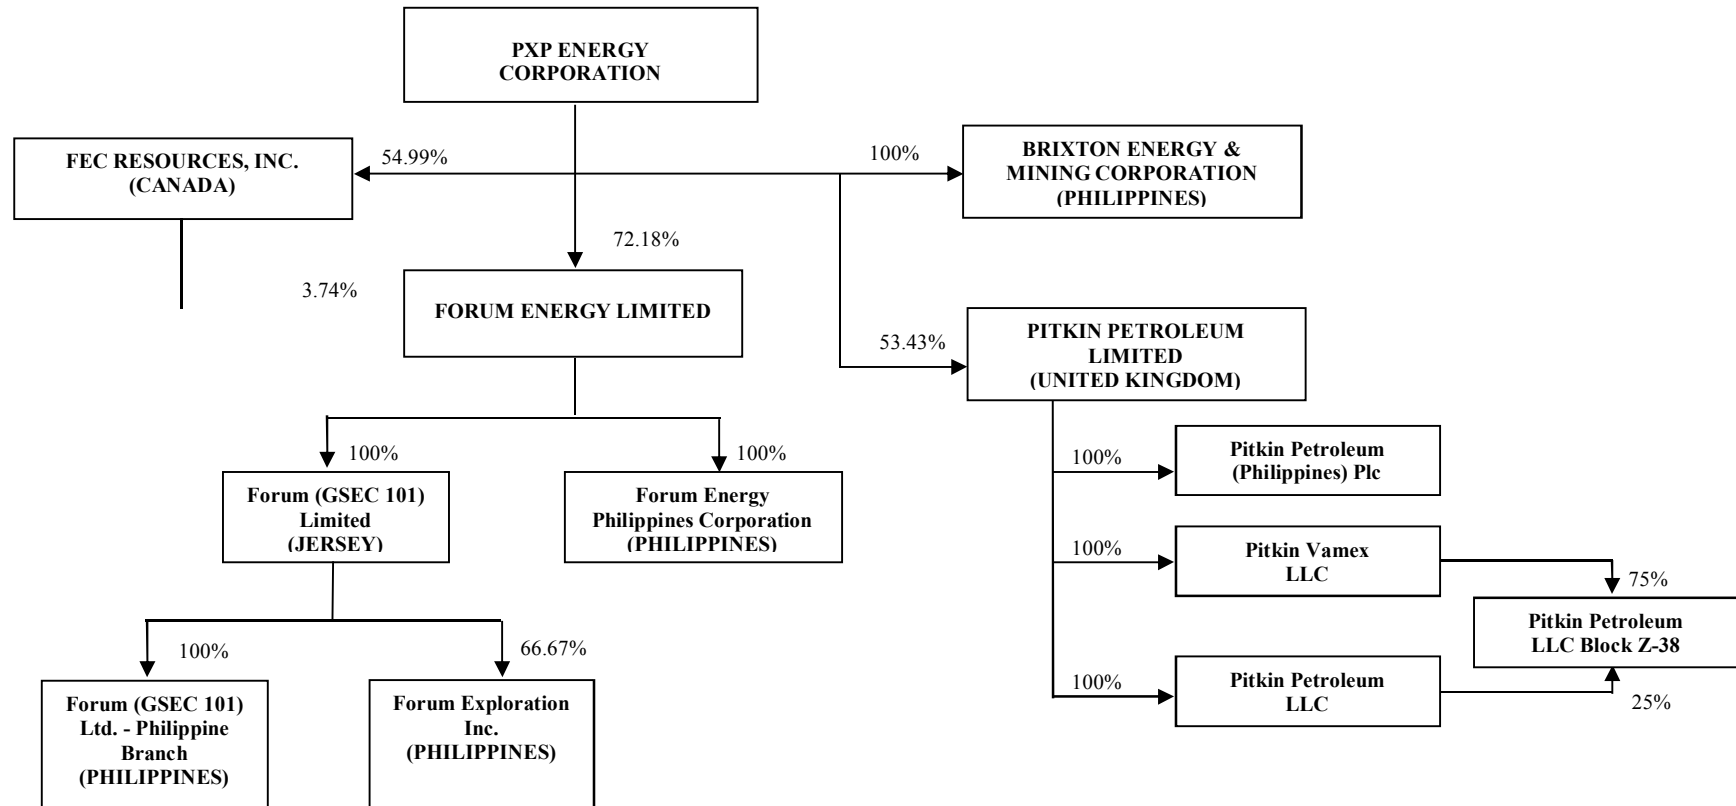 PXP ENERGY
CORPORATION
FEC RESOURCES, INC.
(CANADA)
54.99%
100%
BRIXTON ENERGY &
MINING CORPORATION
(PHILIPPINES)
72.18%
3.74%
FORUM ENERGY LIMITED
53.43%
PITKIN PETROLEUM
LIMITED
(UNITED KINGDOM)
100%
100%
Forum (GSEC 101)
Limited
(JERSEY)
Forum Energy
Philippines Corporation
(PHILIPPINES)
100%
Pitkin Petroleum
(Philippines) Plc
100%
Pitkin Vamex
LLC
75%
Pitkin Petroleum
LLC Block Z-38
100%
Pitkin Petroleum
LLC
25%
100%
66.67%
Forum (GSEC 101)
Ltd. - Philippine
Branch
(PHILIPPINES)
Forum Exploration
Inc.
(PHILIPPINES)